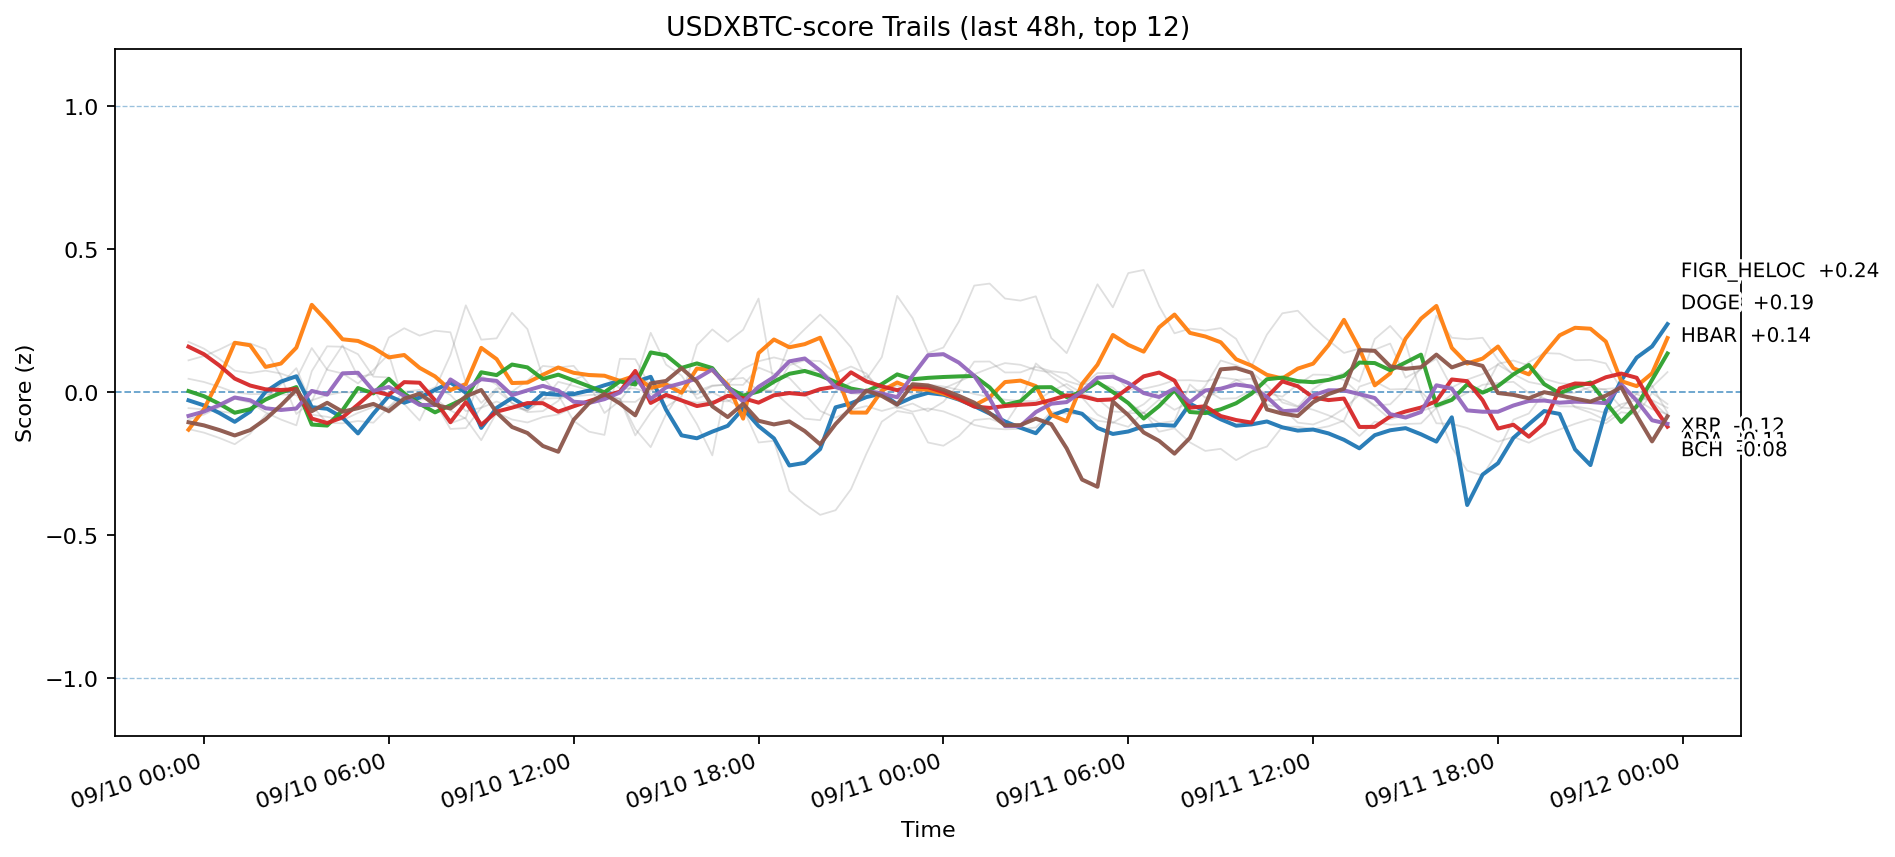 USDXBTC-score Trails (last 48h, top 12)
Score (z)
1.0
0.5
0.0
−0.5
−1.0
FIGR_HELOC +0.24
DOGE +0.19
HBAR +0.14
XRP -0.12
ADA -0.11
BCH -0.08
09/10 00:00
09/10 06:00
09/10 12:00
09/10 18:00
09/11 00:00
09/11 06:00
09/11 12:00
09/11 18:00
09/12 00:00
Time